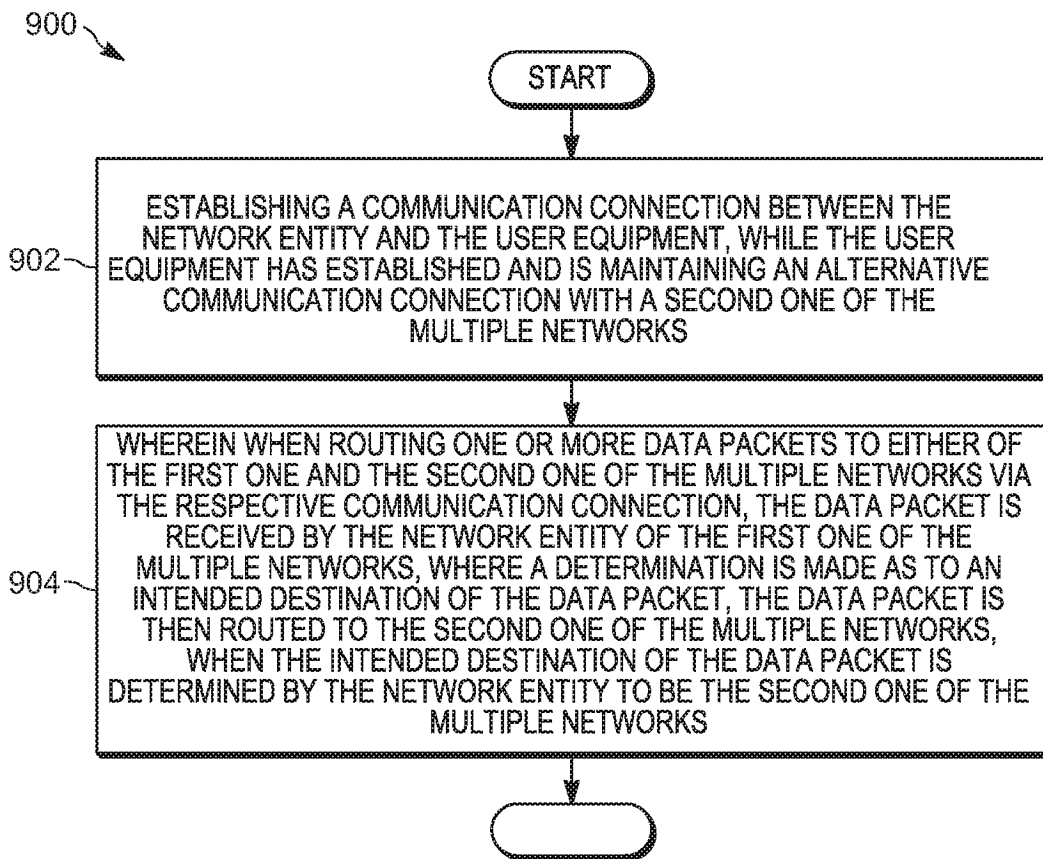 900
START
902
ESTABLISHING A COMMUNICATION CONNECTION BETWEEN THE
NETWORK ENTITY AND THE USER EQUIPMENT, WHILE THE USER
EQUIPMENT HAS ESTABLISHED AND IS MAINTAINING AN ALTERNATIVE
COMMUNICATION CONNECTION WITH A SECOND ONE OF THE
MULTIPLE NETWORKS
904
WHEREIN WHEN ROUTING ONE OR MORE DATA PACKETS TO EITHER OF
THE FIRST ONE AND THE SECOND ONE OF THE MULTIPLE NETWORKS VIA
THE RESPECTIVE COMMUNICATION CONNECTION, THE DATA PACKET IS
RECEIVED BY THE NETWORK ENTITY OF THE FIRST ONE OF THE
MULTIPLE NETWORKS, WHERE A DETERMINATION IS MADE AS TO AN
INTENDED DESTINATION OF THE DATA PACKET, THE DATA PACKET IS
THEN ROUTED TO THE SECOND ONE OF THE MULTIPLE NETWORKS,
WHEN THE INTENDED DESTINATION OF THE DATA PACKET IS
DETERMINED BY THE NETWORK ENTITY TO BE THE SECOND ONE OF THE
MULTIPLE NETWORKS